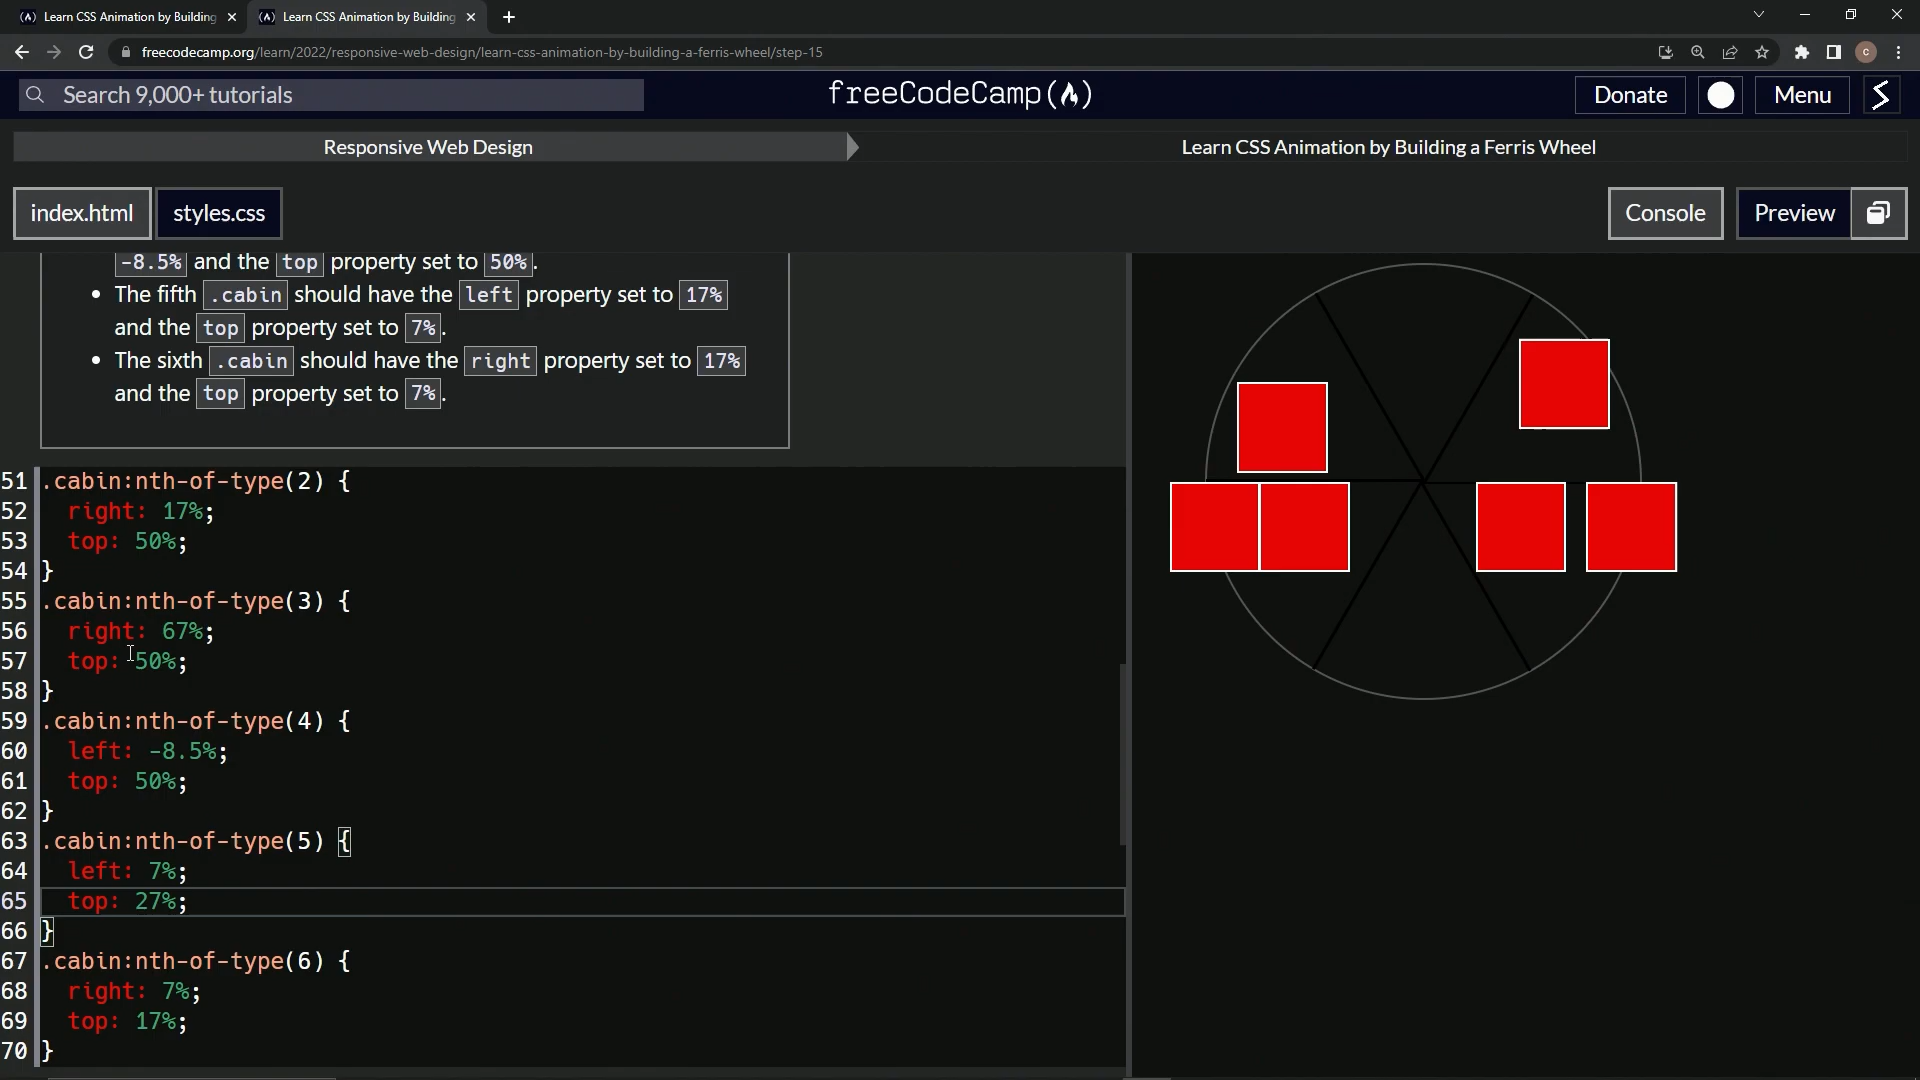 Learn CSS Animation by Building
Learn CSS Animation by Building
freecodecamp.org/learn/2022/responsive-web-design/learn-css-animation-by-building-a-ferris-wheel/step-15
C
Search 9,000+ tutorials
freeCodeCamp
Donate
Menu
Responsive Web Design
Learn CSS Animation by Building a Ferris Wheel
index.html
styles.css
Console
Preview
-8.5% and the top property set to 50%.
• The fifth .cabin should have the left property set to 17%
and the top property set to 7%.
• The sixth .cabin should have the right property set to 17%
and the top property set to 7%.
51 .cabin:nth-of-type(2) {
52 right: 17%;
53 top: 50%;
54 }
55 .cabin:nth-of-type(3) {
56 right: 67%;
57 top: 50%;
58 }
59 .cabin:nth-of-type(4) {
60 left: -8.5%;
61 top: 50%;
62 }
63 .cabin:nth-of-type(5) {
64 left: 7%;
65 top: 27%;
66 }
67 .cabin:nth-of-type(6) {
68 right: 7%;
69 top: 17%;
70 }